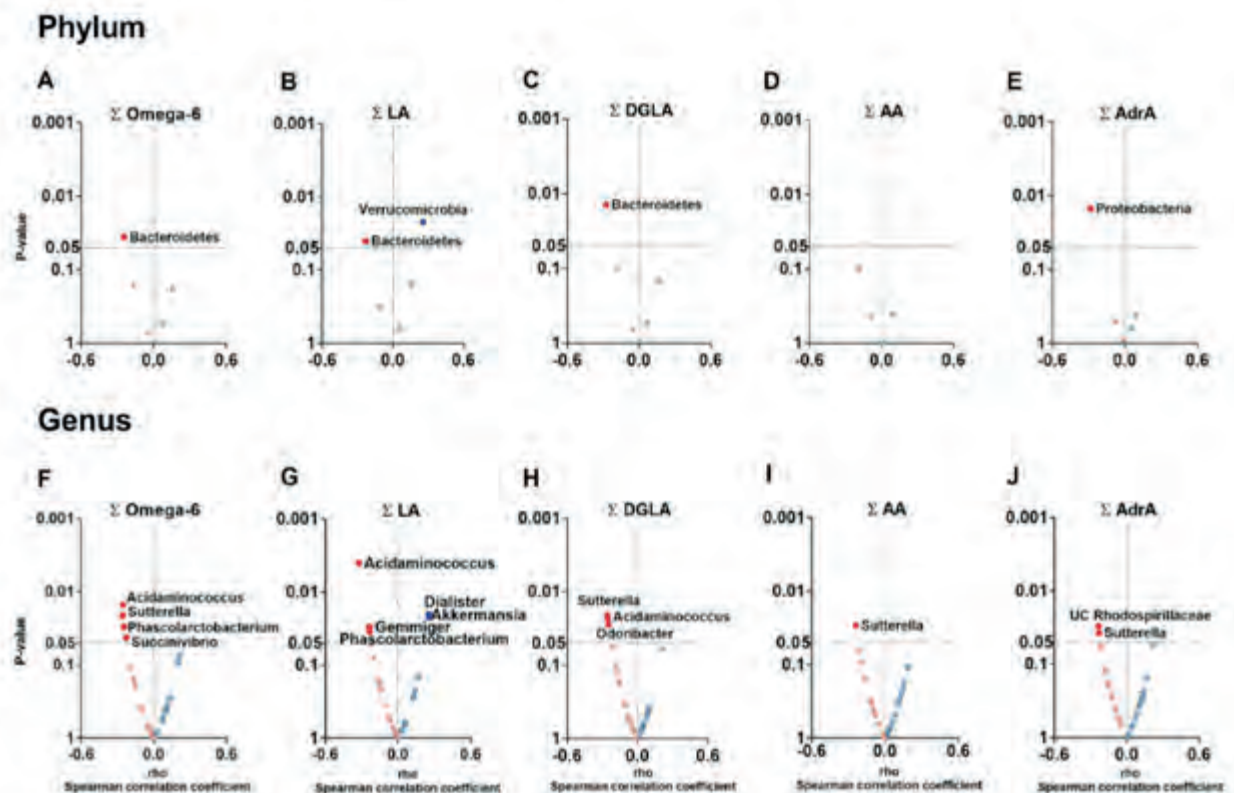 Phylum
A
B
C
D
E
Σ Omega-6
Σ LA
Σ DGLA
Σ AA
Σ AdrA
P-value
0.001
0.01
0.05
0.1
1
-0.6
0.0
0.6
Bacteroidetes
0.001
0.01
0.05
0.1
1
-0.6
0.0
0.6
Verrucomicrobia
Bacteroidetes
0.001
0.01
0.05
0.1
1
-0.6
0.0
0.6
Bacteroidetes
0.001
0.01
0.05
0.1
1
-0.6
0.0
0.6
0.001
0.01
0.05
0.1
1
-0.6
0.0
0.6
Proteobacteria
Genus
F
G
H
I
J
Σ Omega-6
Σ LA
Σ DGLA
Σ AA
Σ AdrA
P-value
0.001
0.01
0.05
0.1
1
-0.6
0.0
0.6
Acidaminococcus
Sutterella
Phascolarctobacterium
Succinivibrio
rho
Spearman correlation coefficient
0.001
0.01
0.05
0.1
1
-0.6
0.0
0.6
Acidaminococcus
Dialister
Akkermansia
Gemmiger
Phascolarctobacterium
rho
Spearman correlation coefficient
0.001
0.01
0.05
0.1
1
-0.6
0.0
0.6
Sutterella
Acidaminococcus
Odoribacter
rho
Spearman correlation coefficient
0.001
0.01
0.05
0.1
1
-0.6
0.0
0.6
Sutterella
rho
Spearman correlation coefficient
0.001
0.01
0.05
0.1
1
-0.6
0.0
0.6
UC Rhodospirillaceae
Sutterella
rho
Spearman correlation coefficient